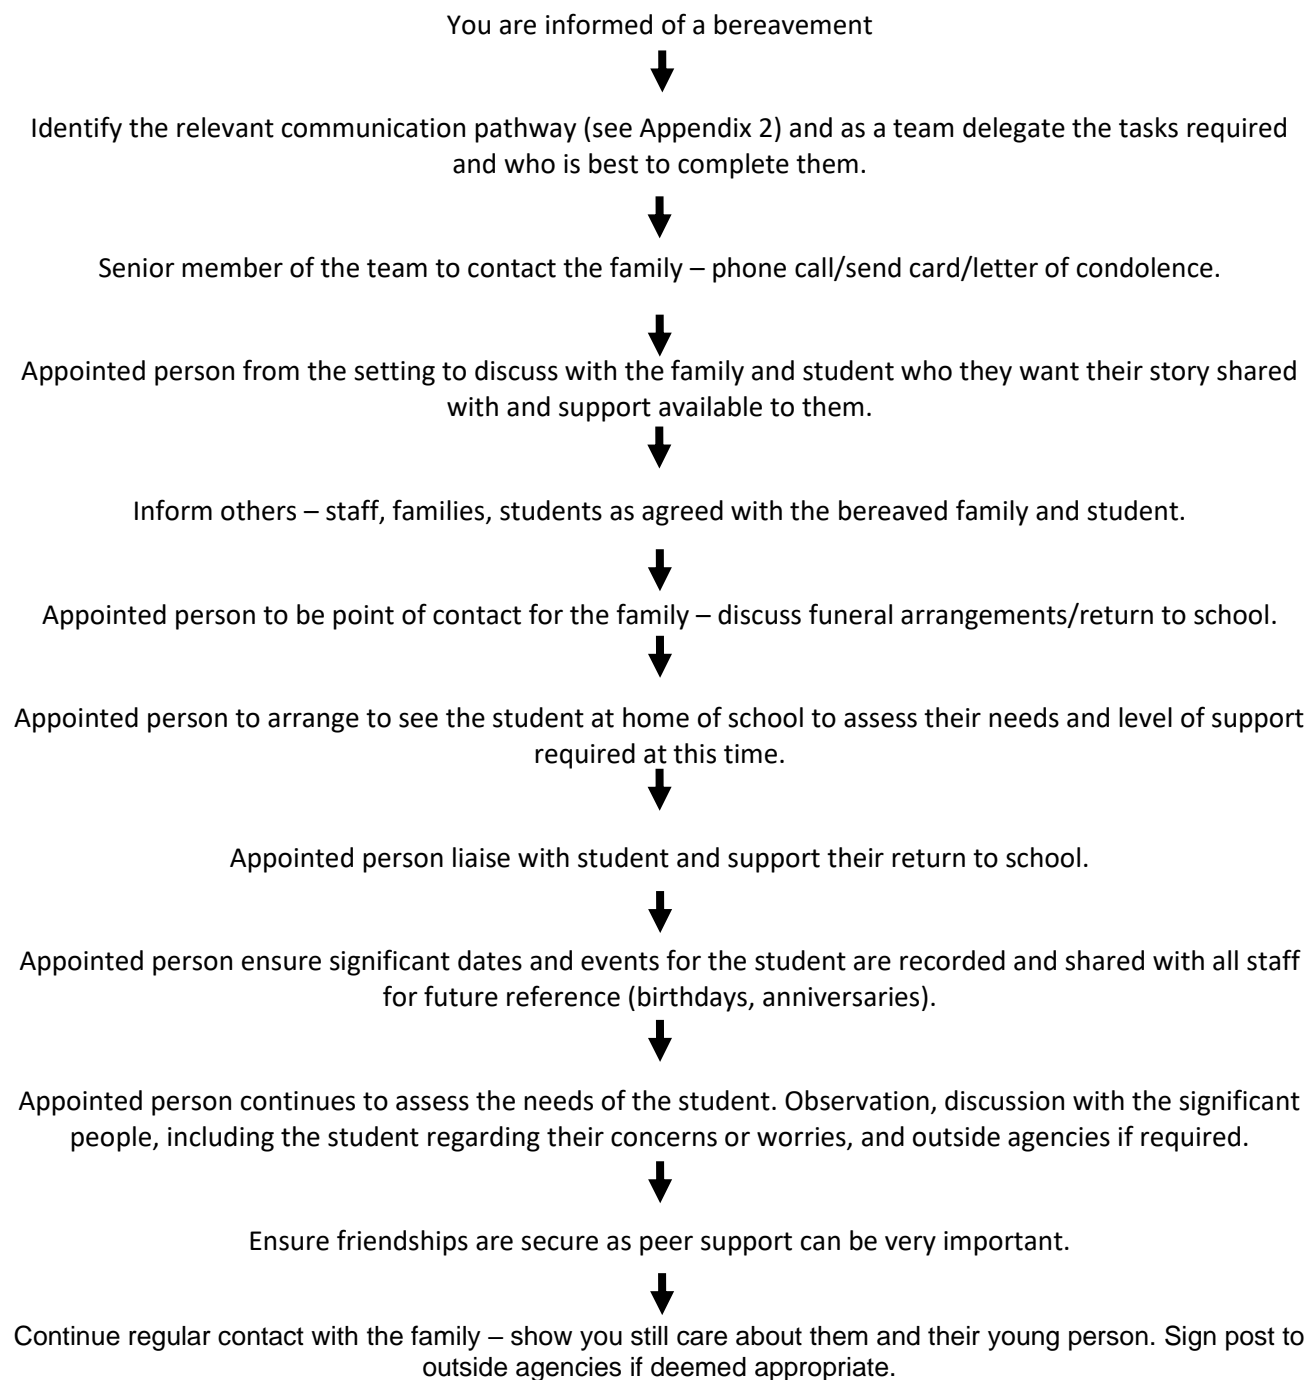 You are informed of a bereavement
Identify the relevant communication pathway (see Appendix 2) and as a team delegate the tasks required
and who is best to complete them.
Senior member of the team to contact the family – phone call/send card/letter of condolence.
Appointed person from the setting to discuss with the family and student who they want their story shared
with and support available to them.
Inform others – staff, families, students as agreed with the bereaved family and student.
Appointed person to be point of contact for the family – discuss funeral arrangements/return to school.
Appointed person to arrange to see the student at home of school to assess their needs and level of support
required at this time.
Appointed person liaise with student and support their return to school.
Appointed person ensure significant dates and events for the student are recorded and shared with all staff
for future reference (birthdays, anniversaries).
Appointed person continues to assess the needs of the student. Observation, discussion with the significant
people, including the student regarding their concerns or worries, and outside agencies if required.
Ensure friendships are secure as peer support can be very important.
Continue regular contact with the family – show you still care about them and their young person. Sign post to
outside agencies if deemed appropriate.